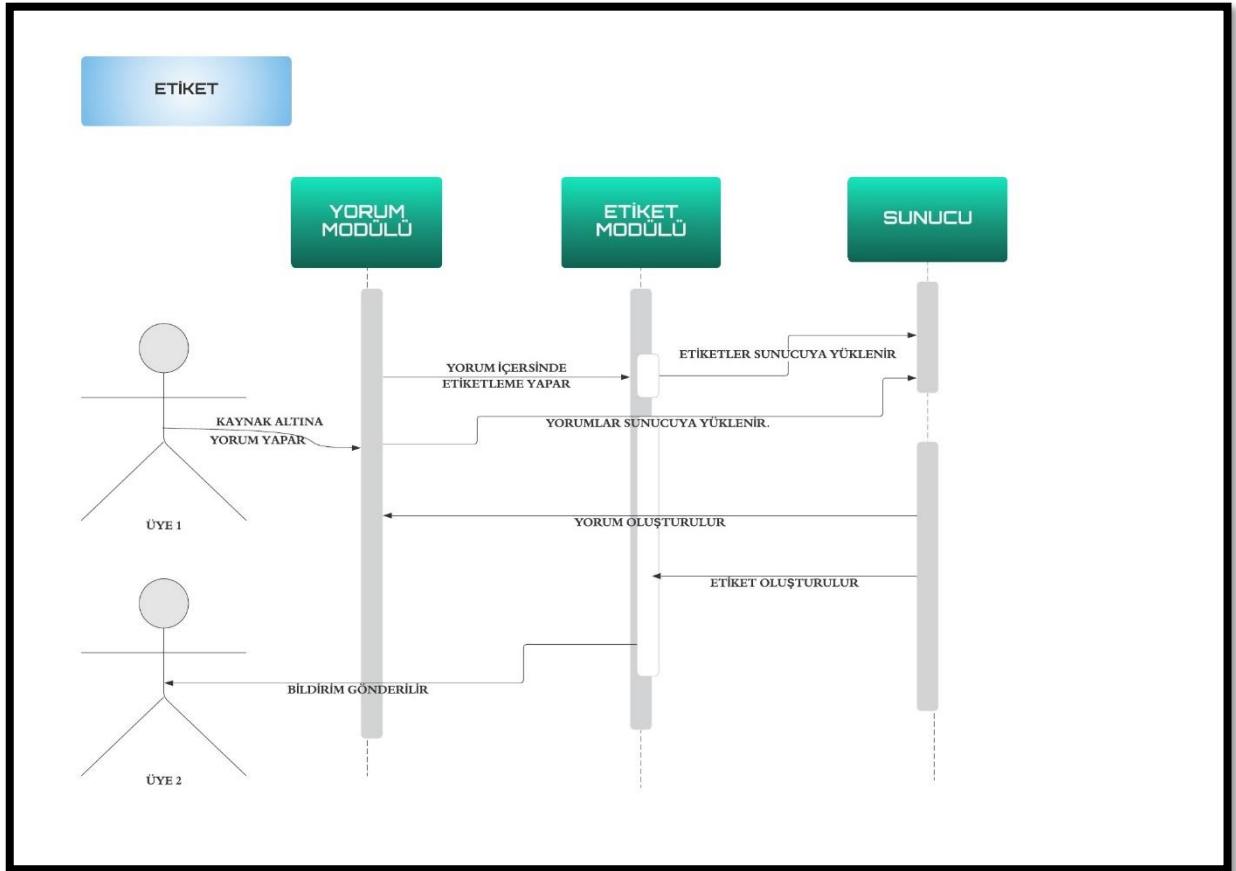 ETİKET
YORUM
MODÜLÜ
ETİKET
MODÜLÜ
SUNUCU
ETİKETLER SUNUCUYA YÜKLENİR
YORUM İÇERSİNDE
ETİKETLEME YAPAR
KAYNAK ALTINA
YORUM YAPAR
YORUMLAR SUNUCUYA YÜKLENİR.
ÜYE 1
YORUM OLUŞTURULUR
ETİKET OLUŞTURULUR
BİLDİRİM GÖNDERİLİR
ÜYE 2